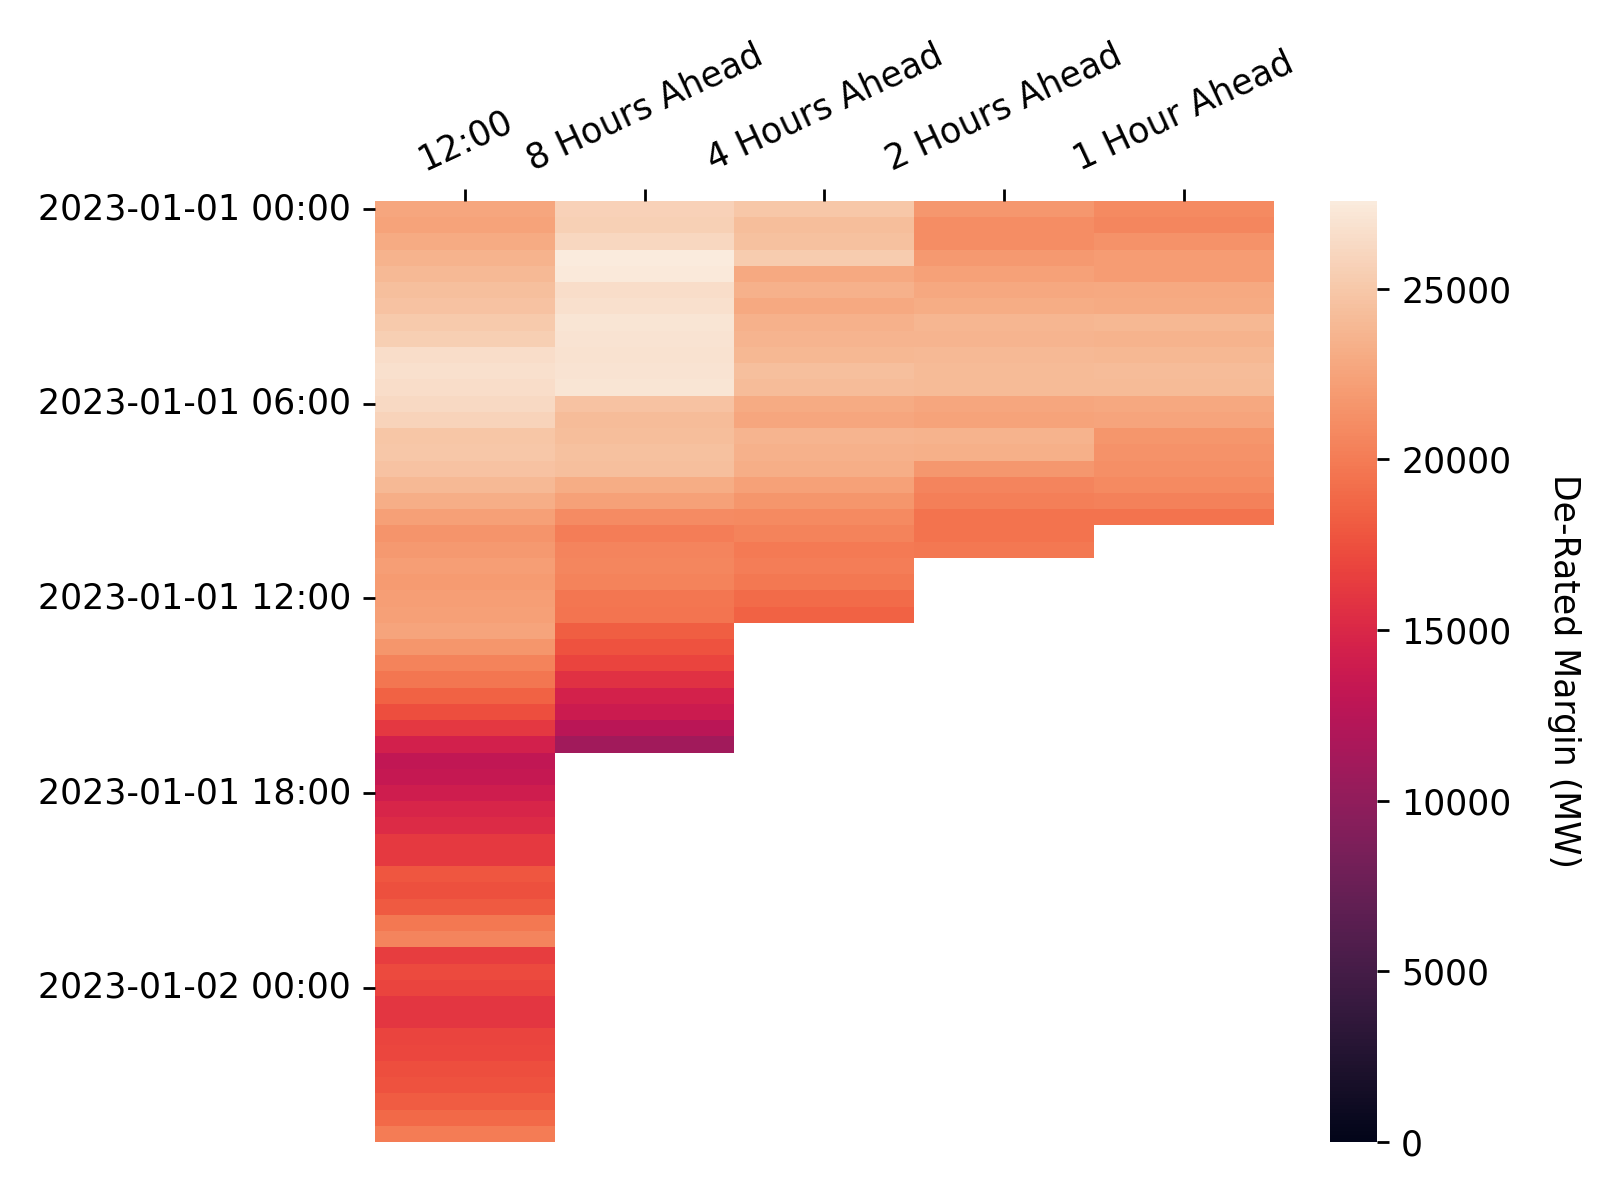 12:00
8 Hours Ahead
4 Hours Ahead
2 Hours Ahead
1 Hour Ahead
2023-01-01 00:00
2023-01-01 06:00
2023-01-01 12:00
2023-01-01 18:00
2023-01-02 00:00
25000
20000
15000
10000
5000
0
De-Rated Margin (MW)